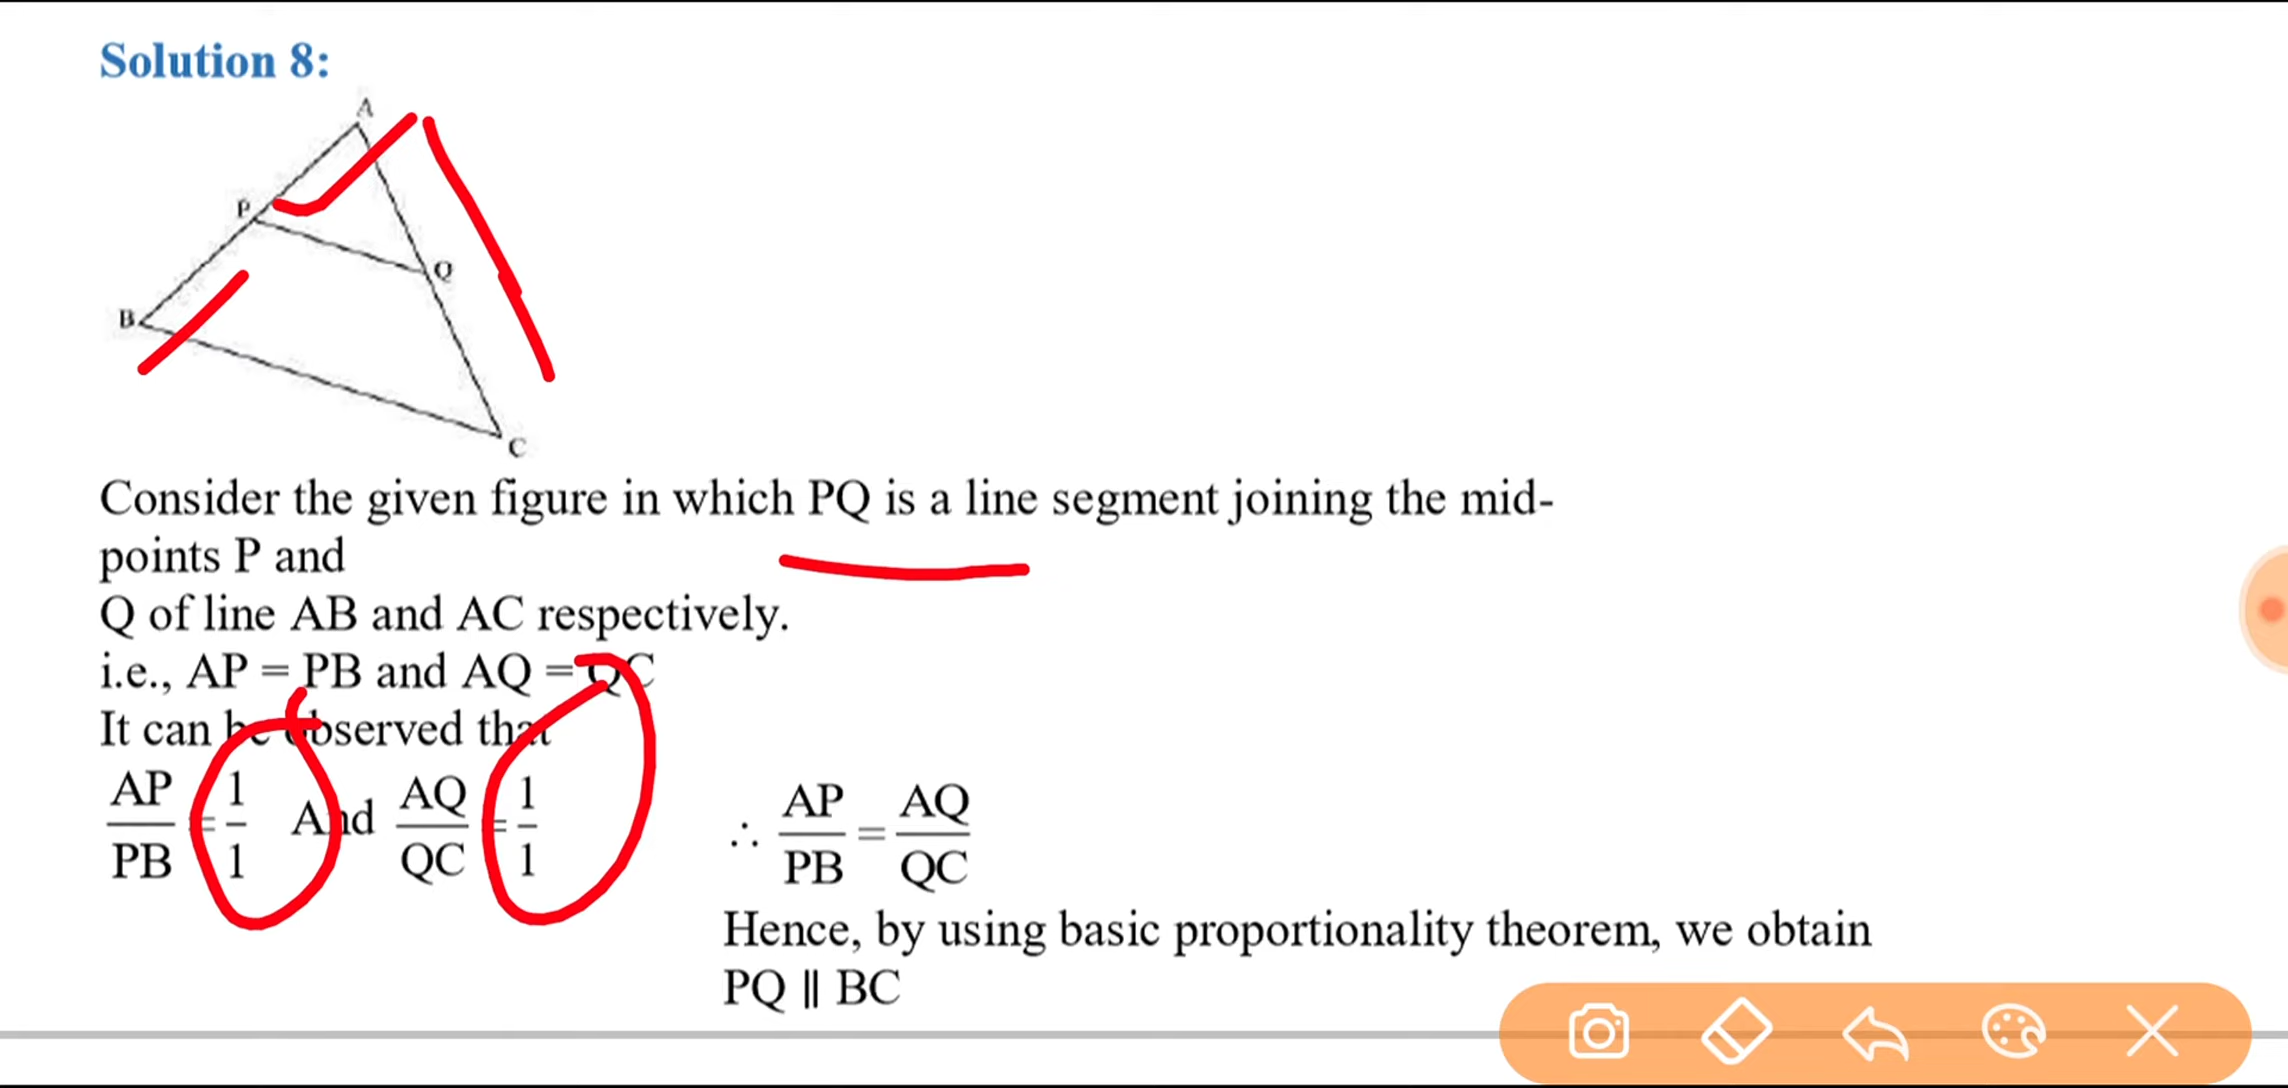 Solution 8:
A
P
Q
B
C
Consider the given figure in which PQ is a line segment joining the mid-
points P and
Q of line AB and AC respectively.
i.e., AP = PB and AQ = QC
It can be observed that
AP/PB = 1/1 And AQ/QC = 1/1
∴ AP/PB = AQ/QC
Hence, by using basic proportionality theorem, we obtain
PQ || BC